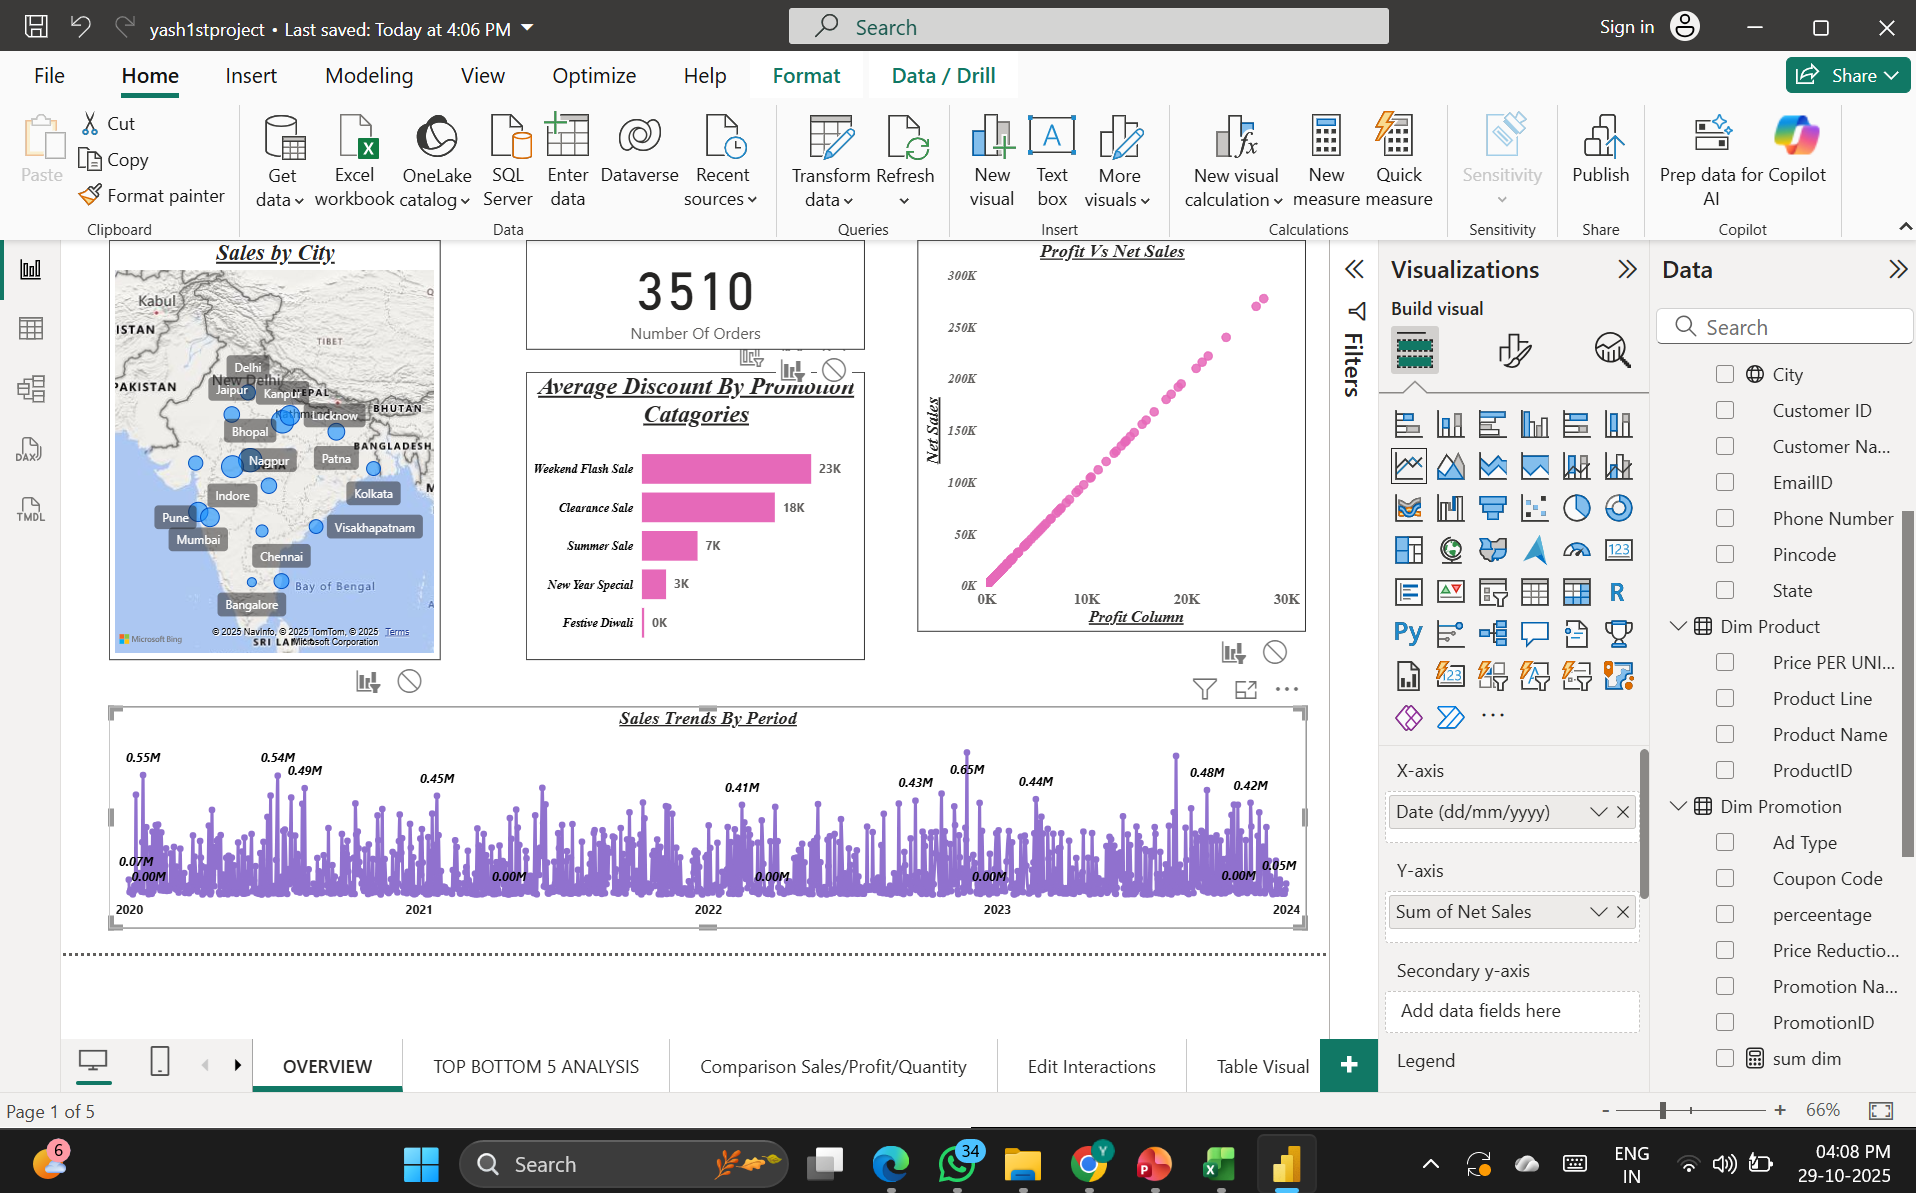 yash1stproject • Last saved: Today at 4:06 PM
Search
Sign in
File
Home
Insert
Modeling
View
Optimize
Help
Format
Data / Drill
Share
Paste
Cut
Copy
Format painter
Clipboard
Get data
Excel workbook
OneLake catalog
SQL Server
Enter data
Dataverse
Recent sources
Data
Transform data
Refresh
Queries
New visual
Text box
More visuals
Insert
New visual calculation
New measure
Quick measure
Calculations
Sensitivity
Sensitivity
Publish
Share
Prep data for AI
Copilot
Copilot
Sales by City
Kabul
ISTAN
TIBET
PAKISTAN
Delhi
New Delhi
Jaipur
Kanpur
NEPAL
Lucknow
BHUTAN
Bhopal
BANGLADESH
Nagpur
Patna
Indore
Kolkata
Pune
Visakhapatnam
Mumbai
Chennai
Bay of Bengal
Bangalore
Microsoft Bing
© 2025 NavInfo, © 2025 TomTom, © 2025 Microsoft Corporation
Terms
3510
Number Of Orders
Average Discount By Promotion
Catagories
Weekend Flash Sale 23K
Clearance Sale 18K
Summer Sale 7K
New Year Special 3K
Festive Diwali 0K
Profit Vs Net Sales
Net Sales
300K
250K
200K
150K
100K
50K
0K
0K 10K 20K 30K
Profit Column
Sales Trends By Period
0.55M
0.54M
0.49M
0.45M
0.41M
0.43M
0.65M
0.44M
0.48M
0.42M
0.07M
0.00M
0.00M
0.00M
0.00M
0.00M
0.05M
2020 2021 2022 2023 2024
Filters
Visualizations
Build visual
X-axis
Date (dd/mm/yyyy)
Y-axis
Sum of Net Sales
Secondary y-axis
Add data fields here
Legend
Data
Search
City
Customer ID
Customer Na...
EmailID
Phone Number
Pincode
State
Dim Product
Price PER UNI...
Product Line
Product Name
ProductID
Dim Promotion
Ad Type
Coupon Code
perceentage
Price Reductio...
Promotion Na...
PromotionID
sum dim
DAX
TMDL
123
R
Py
123
OVERVIEW
TOP BOTTOM 5 ANALYSIS
Comparison Sales/Profit/Quantity
Edit Interactions
Table Visual
Page 1 of 5
66%
6
Search
34
Y
ENG
IN
04:08 PM
29-10-2025